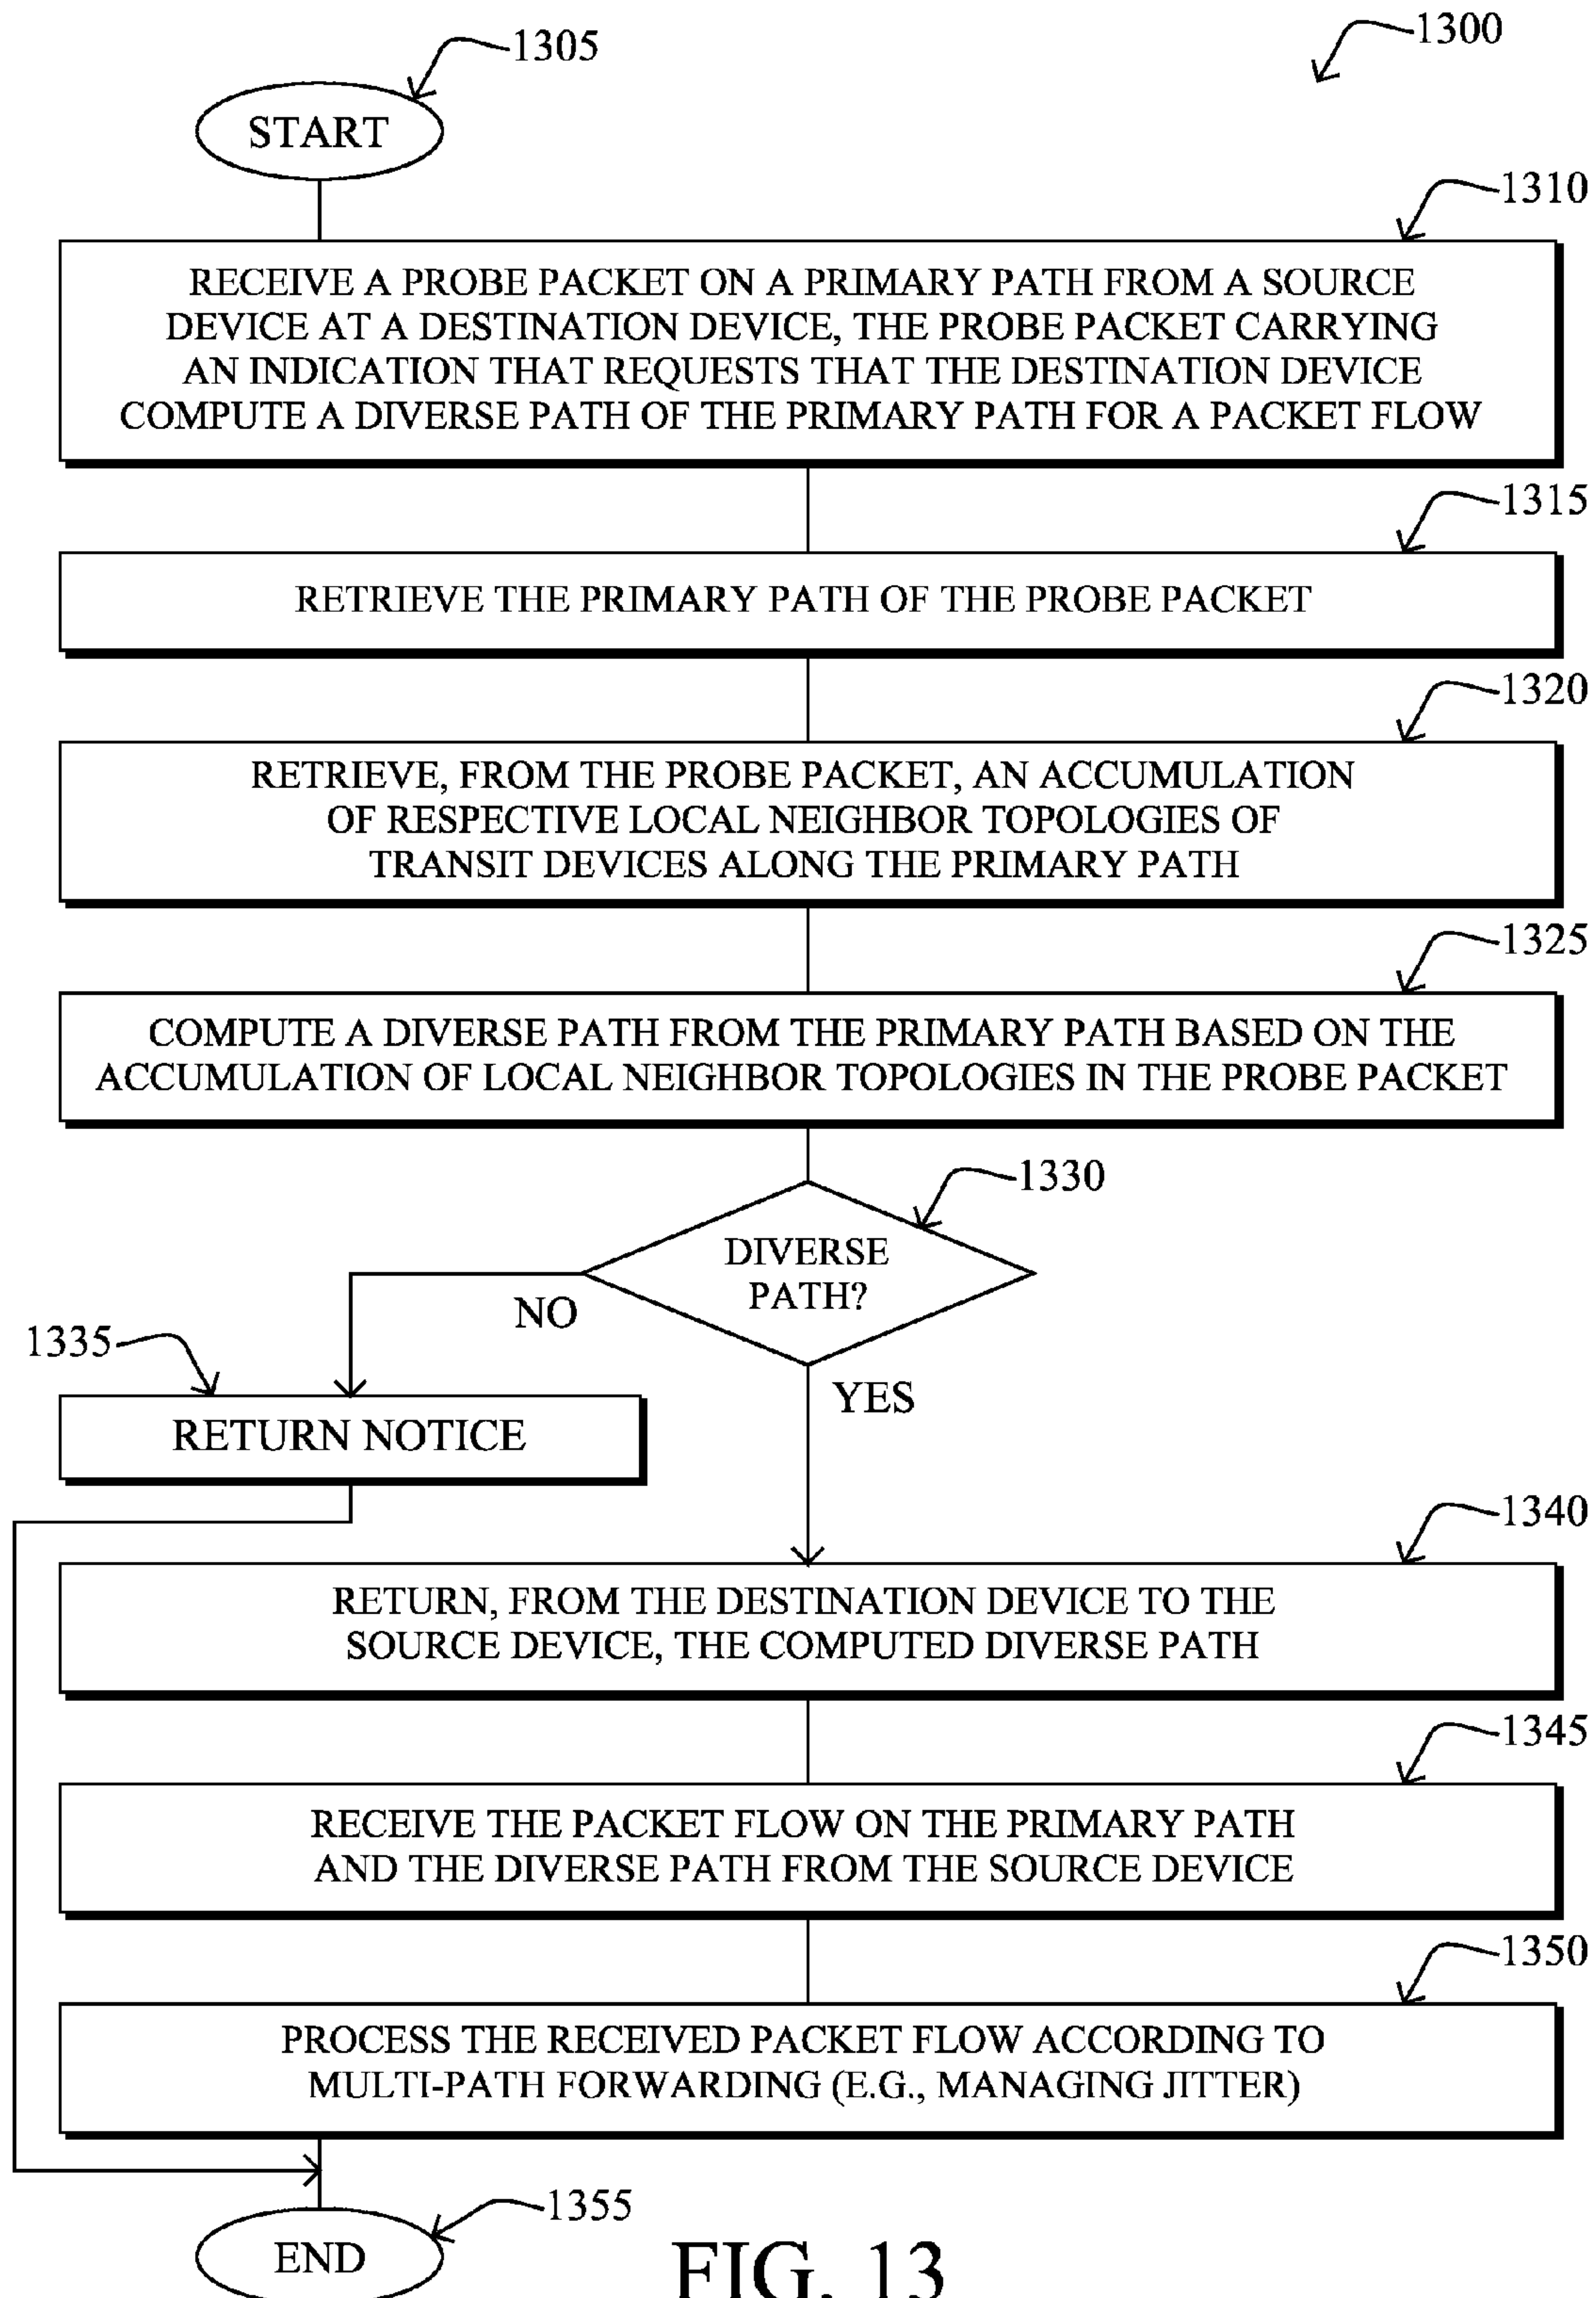 1305
1300
START
1310
RECEIVE A PROBE PACKET ON A PRIMARY PATH FROM A SOURCE
DEVICE AT A DESTINATION DEVICE, THE PROBE PACKET CARRYING
AN INDICATION THAT REQUESTS THAT THE DESTINATION DEVICE
COMPUTE A DIVERSE PATH OF THE PRIMARY PATH FOR A PACKET FLOW
1315
RETRIEVE THE PRIMARY PATH OF THE PROBE PACKET
1320
RETRIEVE, FROM THE PROBE PACKET, AN ACCUMULATION
OF RESPECTIVE LOCAL NEIGHBOR TOPOLOGIES OF
TRANSIT DEVICES ALONG THE PRIMARY PATH
1325
COMPUTE A DIVERSE PATH FROM THE PRIMARY PATH BASED ON THE
ACCUMULATION OF LOCAL NEIGHBOR TOPOLOGIES IN THE PROBE PACKET
1330
DIVERSE
PATH?
NO
1335
YES
RETURN NOTICE
1340
RETURN, FROM THE DESTINATION DEVICE TO THE
SOURCE DEVICE, THE COMPUTED DIVERSE PATH
1345
RECEIVE THE PACKET FLOW ON THE PRIMARY PATH
AND THE DIVERSE PATH FROM THE SOURCE DEVICE
1350
PROCESS THE RECEIVED PACKET FLOW ACCORDING TO
MULTI-PATH FORWARDING (E.G., MANAGING JITTER)
1355
END
FIG. 13